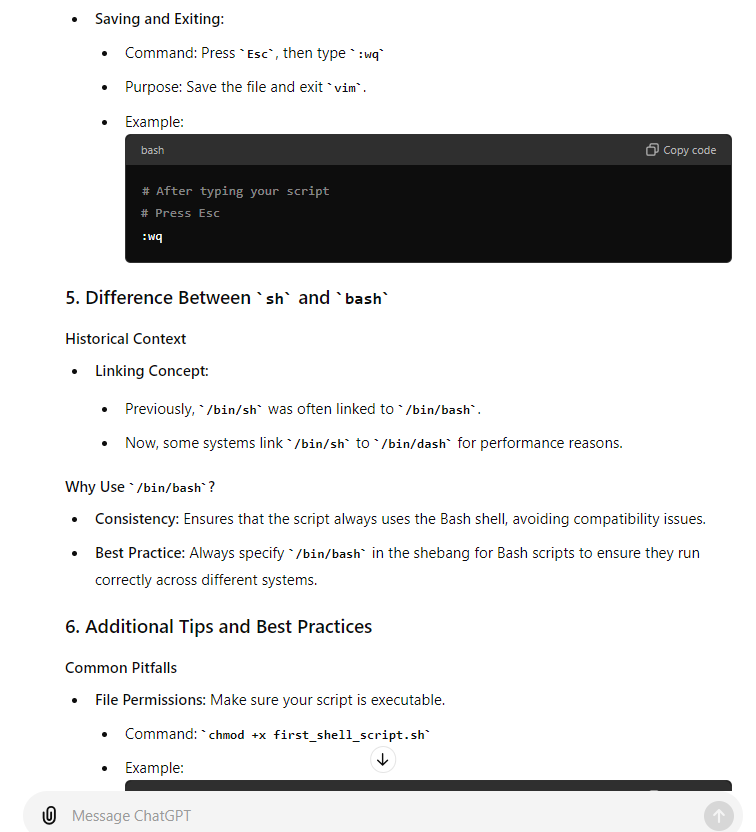 Saving and Exiting:
Command: Press `Esc`, then type `:wq`
Purpose: Save the file and exit `vim`.
Example:
bash
Copy code
# After typing your script
# Press Esc
:wq
5. Difference Between `sh` and `bash`
Historical Context
Linking Concept:
Previously, `/bin/sh` was often linked to `/bin/bash`.
Now, some systems link `/bin/sh` to `/bin/dash` for performance reasons.
Why Use `/bin/bash`?
Consistency: Ensures that the script always uses the Bash shell, avoiding compatibility issues.
Best Practice: Always specify `/bin/bash` in the shebang for Bash scripts to ensure they run
correctly across different systems.
6. Additional Tips and Best Practices
Common Pitfalls
File Permissions: Make sure your script is executable.
Command: `chmod +x first_shell_script.sh`
Example:
Message ChatGPT